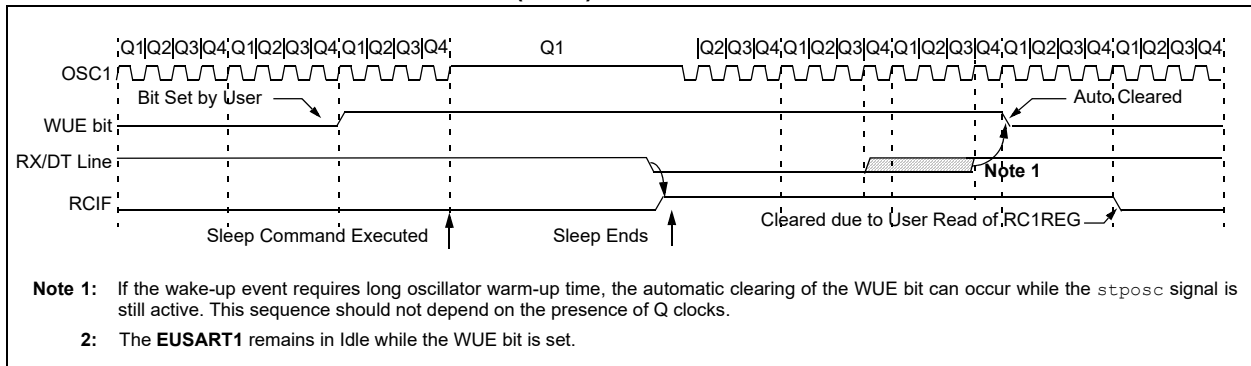 Q1 Q2 Q3 Q4 Q1 Q2 Q3 Q4 Q1 Q2 Q3 Q4 Q1 Q2 Q3 Q4 Q1 Q2 Q3 Q4 Q1 Q2 Q3 Q4 Q1 Q2 Q3 Q4 Q1 Q2 Q3 Q4
OSC1
Bit Set by User
Auto Cleared
WUE bit
RX/DT Line
Note 1
RCIF
Cleared due to User Read of RC1REG
Sleep Command Executed
Sleep Ends
Note 1: If the wake-up event requires long oscillator warm-up time, the automatic clearing of the WUE bit can occur while the stposc signal is
still active. This sequence should not depend on the presence of Q clocks.
2: The EUSART1 remains in Idle while the WUE bit is set.